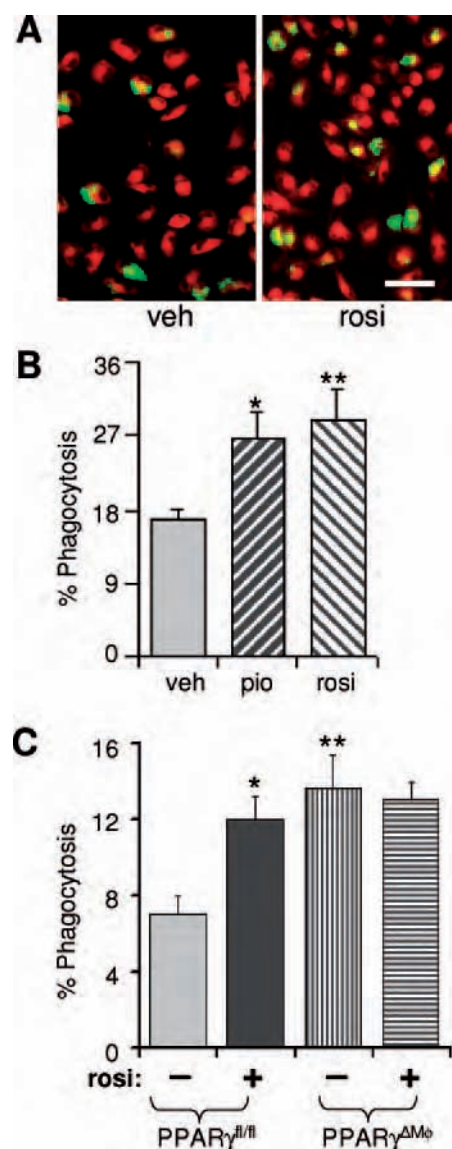 A
veh rosi
B
% Phagocytosis
36
27
18
9
0
*
**
veh pio rosi
C
% Phagocytosis
16
12
8
4
0
*
**
rosi: − + − +
PPARγfl/fl PPARγΔMϕ